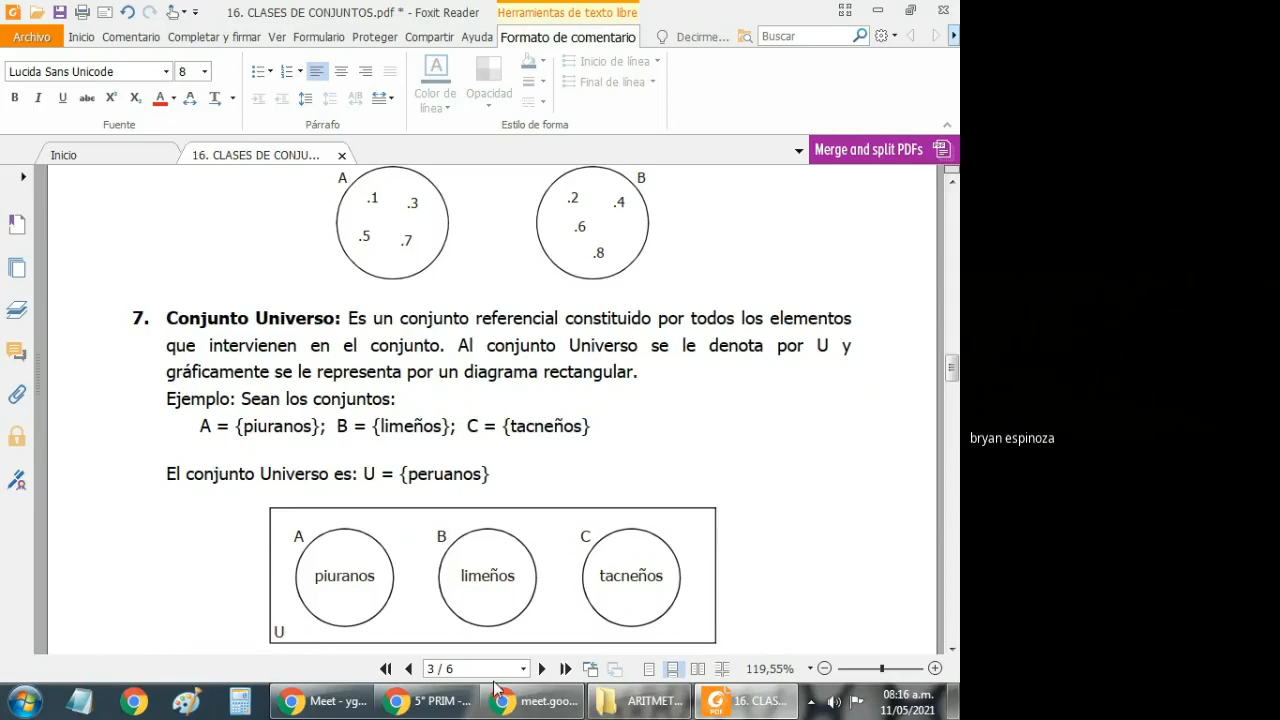 16. CLASES DE CONJUNTOS.pdf * - Foxit Reader
Herramientas de texto libre
Archivo Inicio Comentario Completar y firmar Ver Formulario Proteger Compartir Ayuda Formato de comentario Decirme... Buscar
Lucida Sans Unicode 8
Color de línea
Opacidad
Inicio de línea
Final de línea
Fuente Párrafo Estilo de forma
Inicio 16. CLASES DE CONJU... Merge and split PDFs
A B
.1 .3 .2 .4
.5 .7 .6
.8
7. Conjunto Universo: Es un conjunto referencial constituido por todos los elementos
que intervienen en el conjunto. Al conjunto Universo se le denota por U y
gráficamente se le representa por un diagrama rectangular.
Ejemplo: Sean los conjuntos:
A = {piuranos}; B = {limeños}; C = {tacneños}
El conjunto Universo es: U = {peruanos}
A B C
piuranos limeños tacneños
U
bryan espinoza
3 / 6 119,55%
Meet - yg... 5° PRIM -... meet.goo... ARITMET... 16. CLAS... 08:16 a.m.
11/05/2021